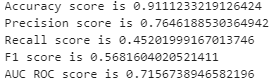 Accuracy score is 0.9111233219126424
Precision score is 0.7646188530364942
Recall score is 0.45201999167013746
F1 score is 0.5681604020521411
AUC ROC score is 0.7156738946582196